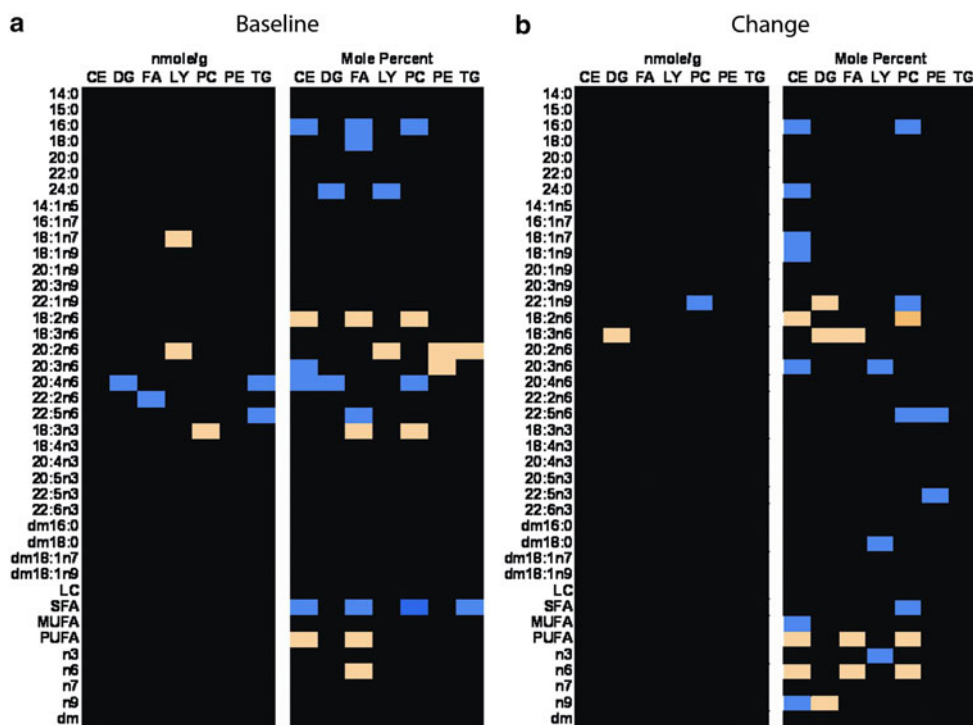 a Baseline b Change
nmole/g Mole Percent nmole/g Mole Percent
CE DG FA LY PC PE TG CE DG FA LY PC PE TG CE DG FA LY PC PE TG CE DG FA LY PC PE TG
14:0 14:0
15:0 15:0
16:0 16:0
18:0 18:0
20:0 20:0
22:0 22:0
24:0 24:0
14:1n5 14:1n5
16:1n7 16:1n7
18:1n7 18:1n7
18:1n9 18:1n9
20:1n9 20:1n9
20:3n9 20:3n9
22:1n9 22:1n9
18:2n6 18:2n6
18:3n6 18:3n6
20:2n6 20:2n6
20:3n6 20:3n6
20:4n6 20:4n6
22:2n6 22:2n6
22:5n6 22:5n6
18:3n3 18:3n3
18:4n3 18:4n3
20:4n3 20:4n3
20:5n3 20:5n3
22:5n3 22:5n3
22:6n3 22:6n3
dm16:0 dm16:0
dm18:0 dm18:0
dm18:1n7 dm18:1n7
dm18:1n9 dm18:1n9
LC LC
SFA SFA
MUFA MUFA
PUFA PUFA
n3 n3
n6 n6
n7 n7
n9 n9
dm dm